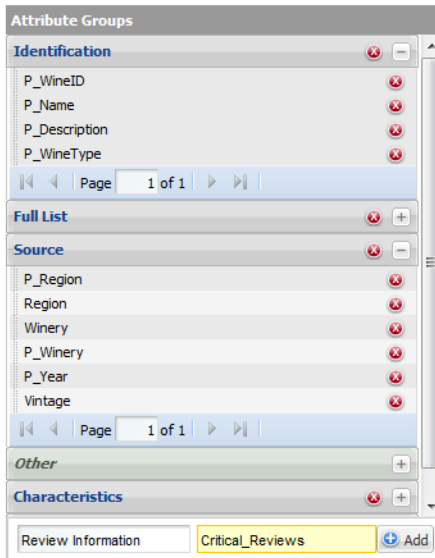 Attribute Groups
Identification
P_WineID
P_Name
P_Description
P_WineType
Page 1 of 1
Full List
Source
P_Region
Region
Winery
P_Winery
P_Year
Vintage
Page 1 of 1
Other
Characteristics
Review Information Critical_Reviews Add